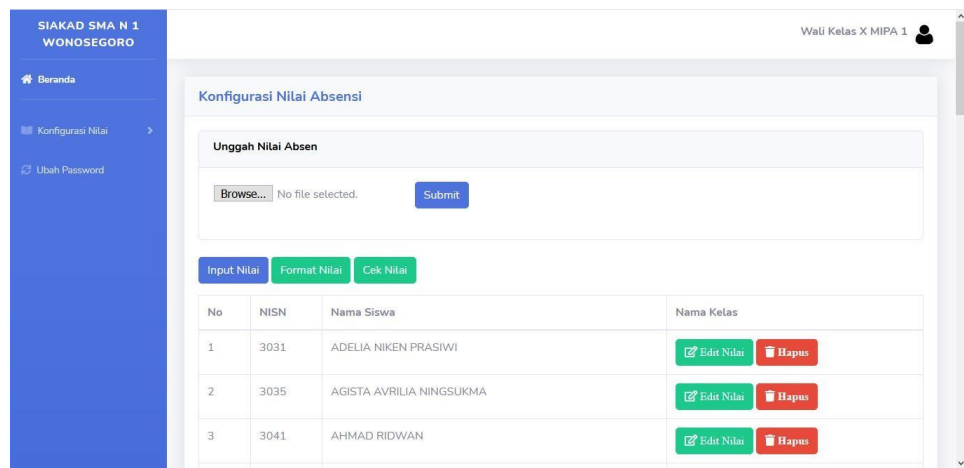 SIAKAD SMA N 1
WONOSEGORO
Wali Kelas X MIPA 1
Beranda
Konfigurasi Nilai
Ubah Password
Konfigurasi Nilai Absensi
Unggah Nilai Absen
Browse... No file selected. Submit
Input Nilai Format Nilai Cek Nilai
No NISN Nama Siswa Nama Kelas
1 3031 ADELIA NIKEN PRASIWI Edit Nilai Hapus
2 3035 AGISTA AVRILIA NINGSUKMA Edit Nilai Hapus
3 3041 AHMAD RIDWAN Edit Nilai Hapus